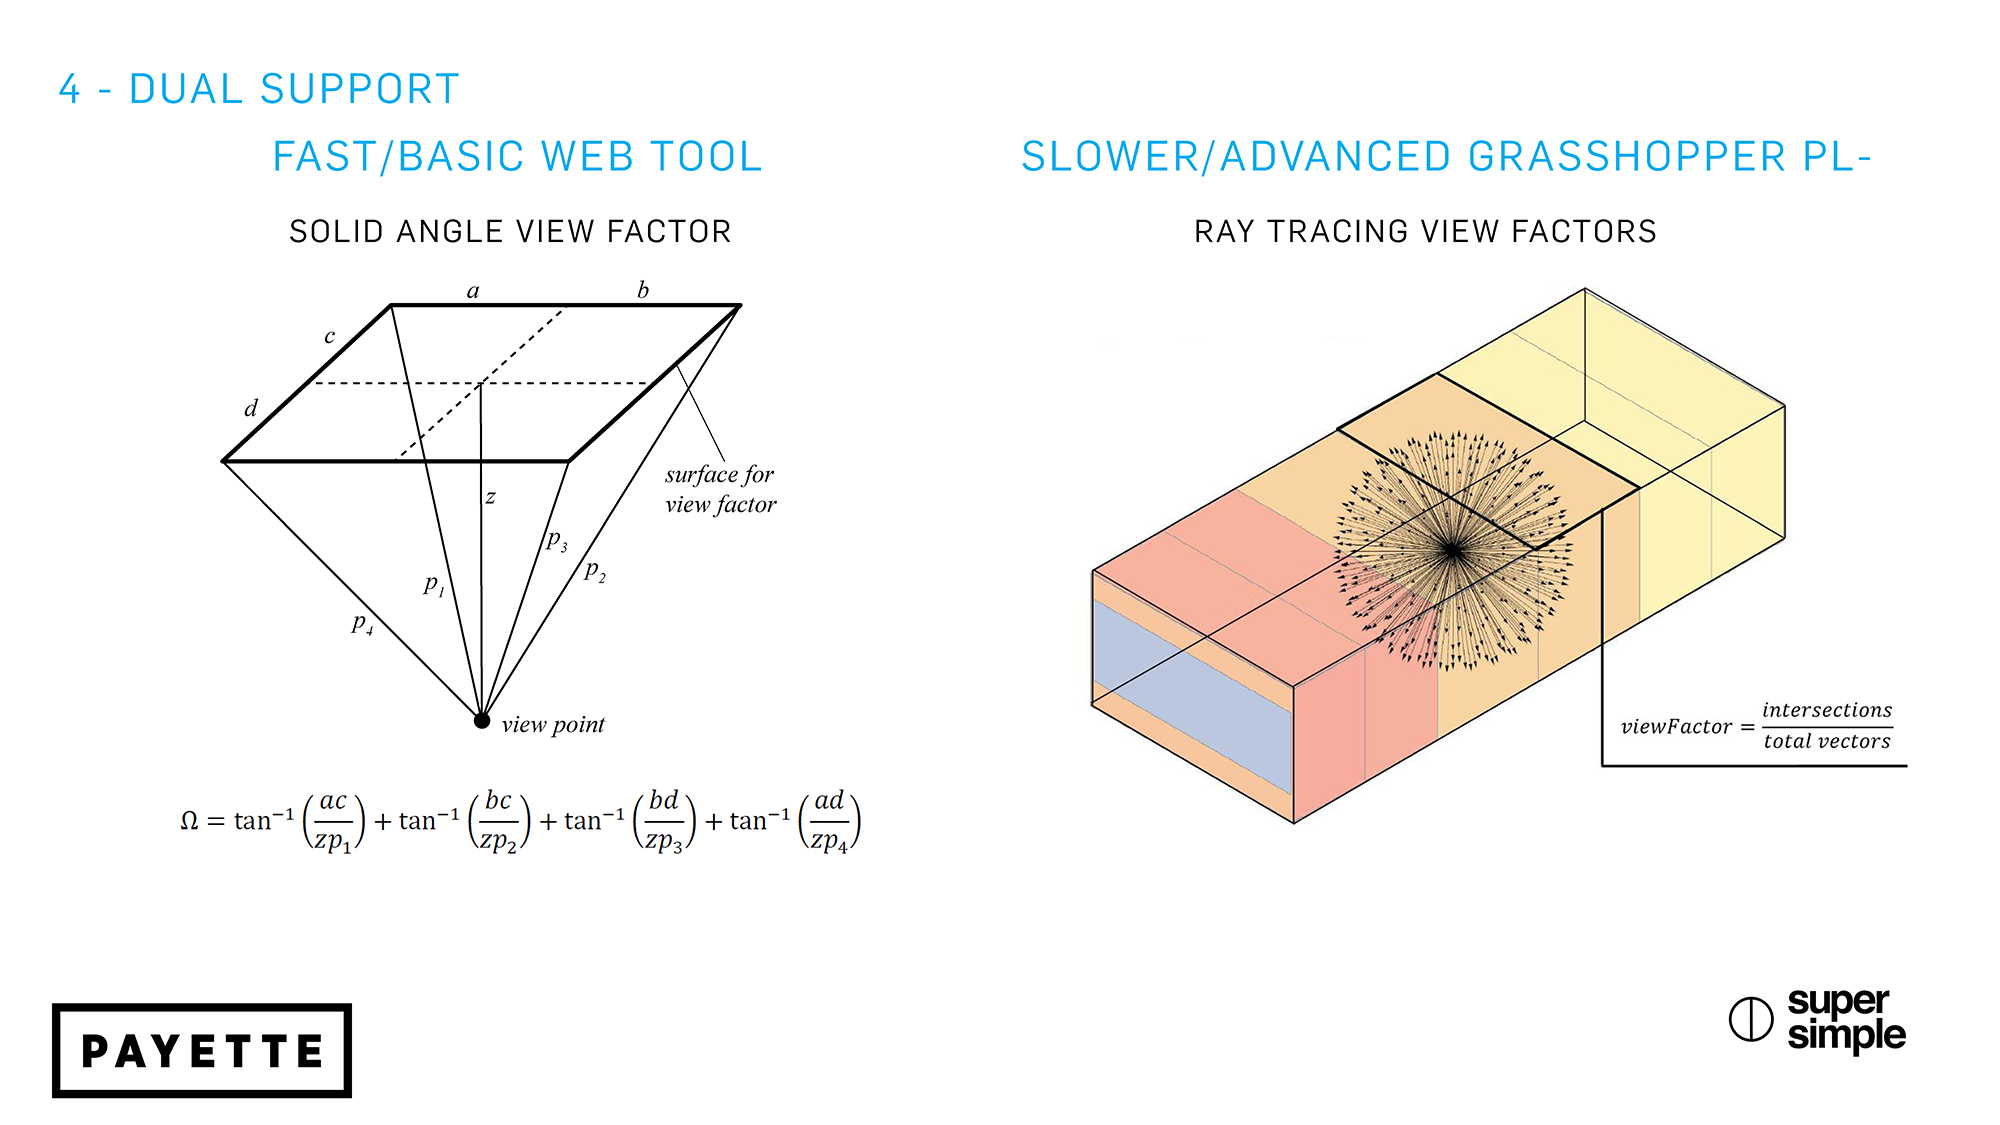 4 - DUAL SUPPORT
FAST/BASIC WEB TOOL
SOLID ANGLE VIEW FACTOR
a
b
c
d
surface for
view factor
z
p3
p2
p1
p4
view point
Ω = tan⁻¹(ac/zp₁) + tan⁻¹(bc/zp₂) + tan⁻¹(bd/zp₃) + tan⁻¹(ad/zp₄)
SLOWER/ADVANCED GRASSHOPPER PL-
RAY TRACING VIEW FACTORS
viewFactor = intersections/total vectors
PAYETTE
super
simple